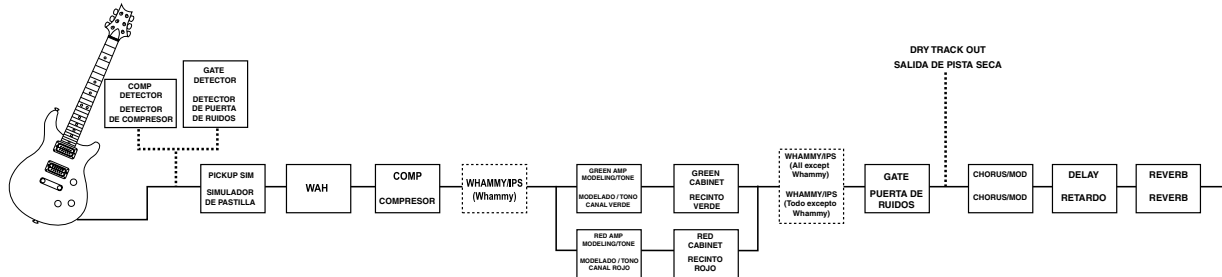 COMP
DETECTOR
DETECTOR
DE COMPRESOR
GATE
DETECTOR
DETECTOR
DE PUERTA
DE RUIDOS
PICKUP SIM
SIMULADOR
DE PASTILLA
WAH
COMP
COMPRESOR
WHAMMY/IPS
(Whammy)
GREEN AMP
MODELING/TONE
MODELADO / TONO
CANAL VERDE
GREEN
CABINET
RECINTO
VERDE
RED AMP
MODELING/TONE
MODELADO / TONO
CANAL ROJO
RED
CABINET
RECINTO
ROJO
WHAMMY/IPS
(All except
Whammy)
WHAMMY/IPS
(Todo excepto
Whammy)
GATE
PUERTA DE
RUIDOS
DRY TRACK OUT
SALIDA DE PISTA SECA
CHORUS/MOD
CHORUS/MOD
DELAY
RETARDO
REVERB
REVERB